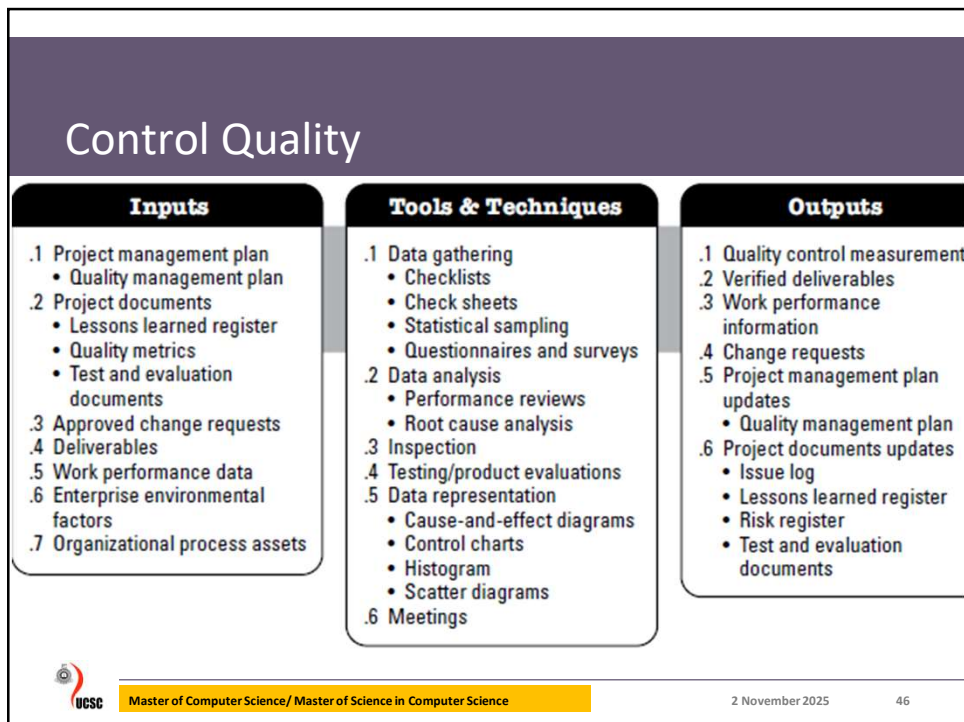 Control Quality
Inputs
.1 Project management plan
• Quality management plan
.2 Project documents
• Lessons learned register
• Quality metrics
• Test and evaluation
documents
.3 Approved change requests
.4 Deliverables
.5 Work performance data
.6 Enterprise environmental
factors
.7 Organizational process assets
Tools & Techniques
.1 Data gathering
• Checklists
• Check sheets
• Statistical sampling
• Questionnaires and surveys
.2 Data analysis
• Performance reviews
• Root cause analysis
.3 Inspection
.4 Testing/product evaluations
.5 Data representation
• Cause-and-effect diagrams
• Control charts
• Histogram
• Scatter diagrams
.6 Meetings
Outputs
.1 Quality control measurement
.2 Verified deliverables
.3 Work performance
information
.4 Change requests
.5 Project management plan
updates
• Quality management plan
.6 Project documents updates
• Issue log
• Lessons learned register
• Risk register
• Test and evaluation
documents
UCSC
Master of Computer Science/ Master of Science in Computer Science
2 November 2025
46